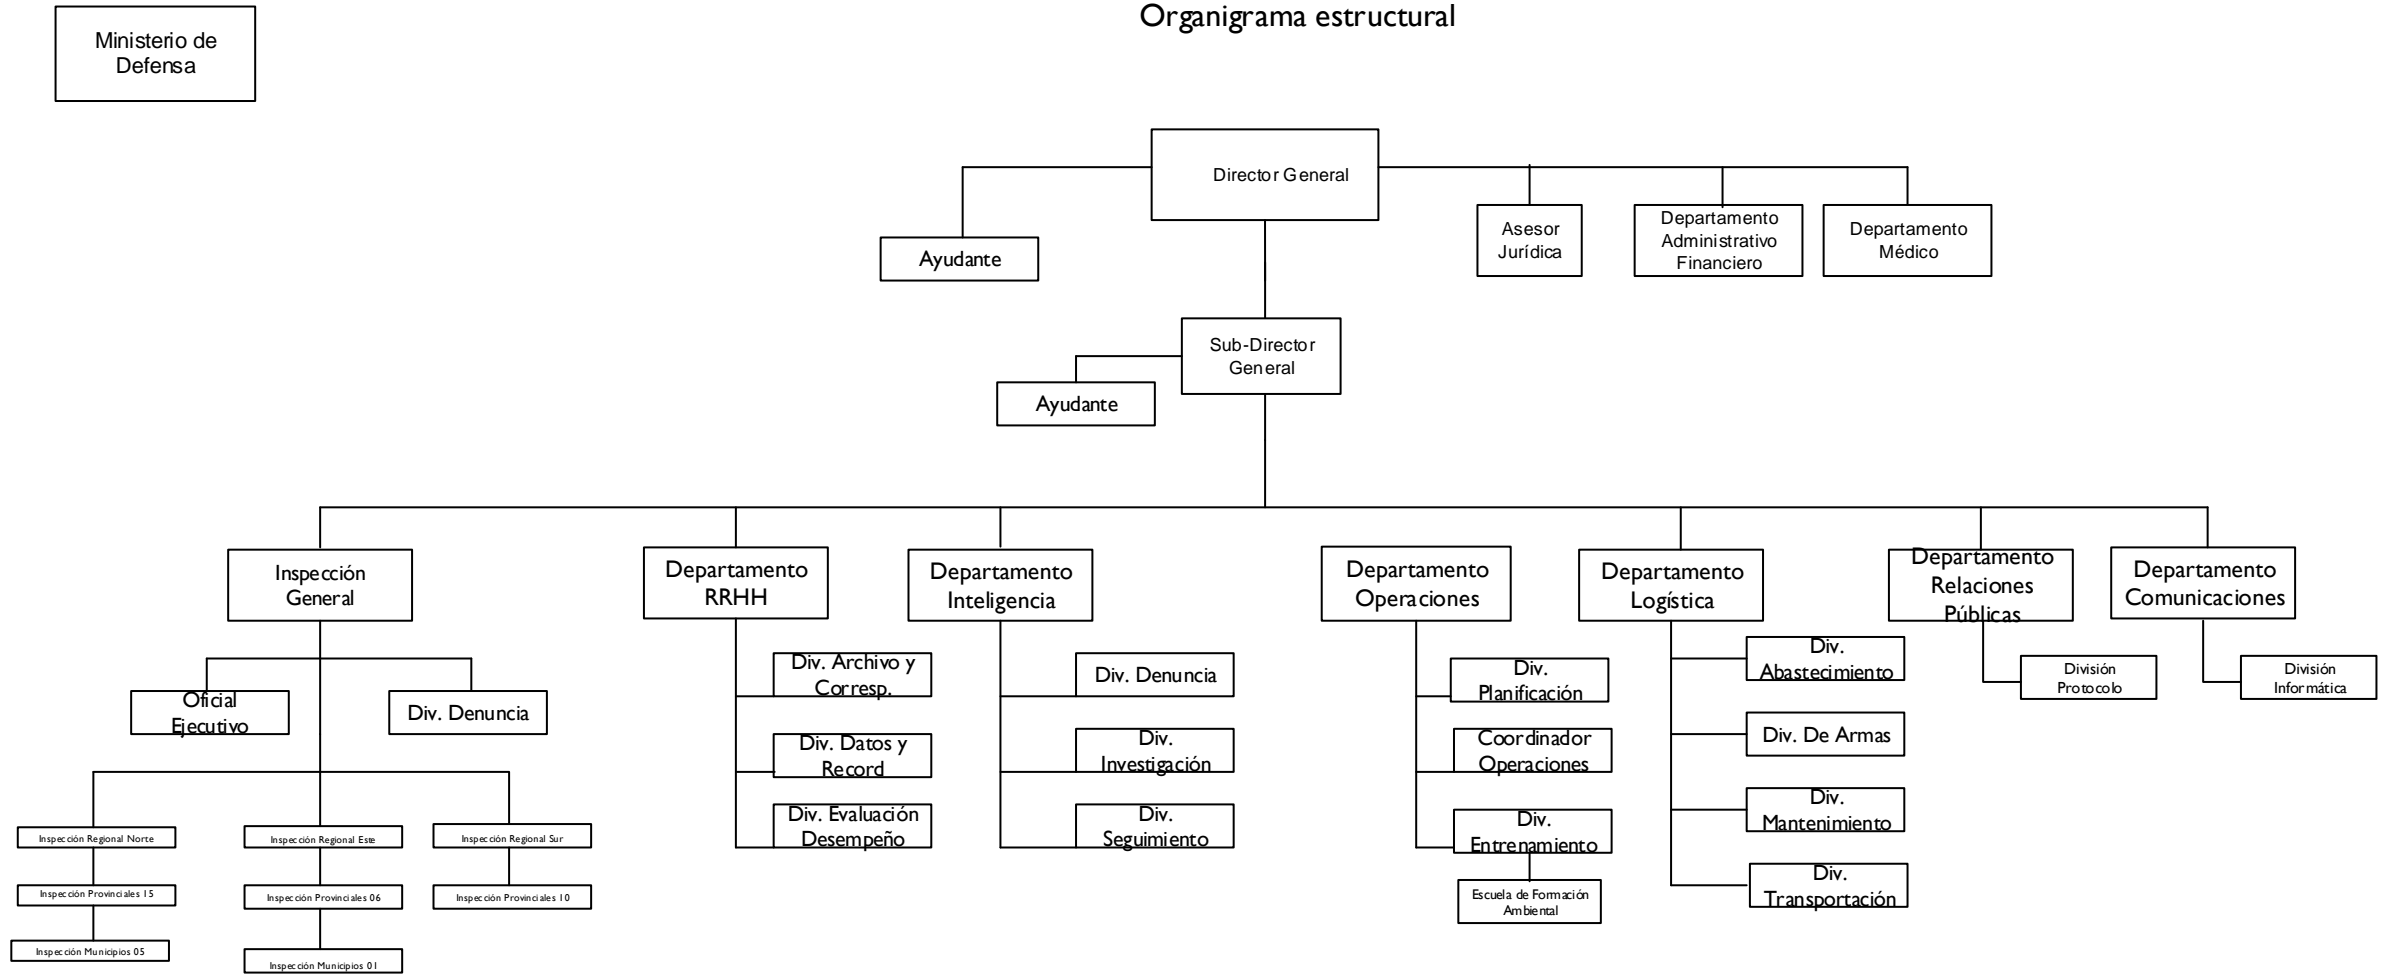 Organigrama estructural
Ministerio de
Defensa
Director General
Ayudante
Asesor
Jurídica
Departamento
Administrativo
Financiero
Departamento
Médico
Sub-Director
General
Ayudante
Inspección
General
Departamento
RRHH
Departamento
Inteligencia
Departamento
Operaciones
Departamento
Logística
Departamento
Relaciones
Públicas
Departamento
Comunicaciones
Oficial
Ejecutivo
Div. Denuncia
Inspección Regional Norte
Inspección Provinciales 15
Inspección Municipios 05
Inspección Regional Este
Inspección Provinciales 06
Inspección Municipios 01
Inspección Regional Sur
Inspección Provinciales 10
Div. Archivo y
Corresp.
Div. Datos y
Record
Div. Evaluación
Desempeño
Div. Denuncia
Div.
Investigación
Div.
Seguimiento
Div.
Planificación
Coordinador
Operaciones
Div.
Entrenamiento
Escuela de Formación
Ambiental
Div.
Abastecimiento
Div. De Armas
Div.
Mantenimiento
Div.
Transportación
División
Protocolo
División
Informática